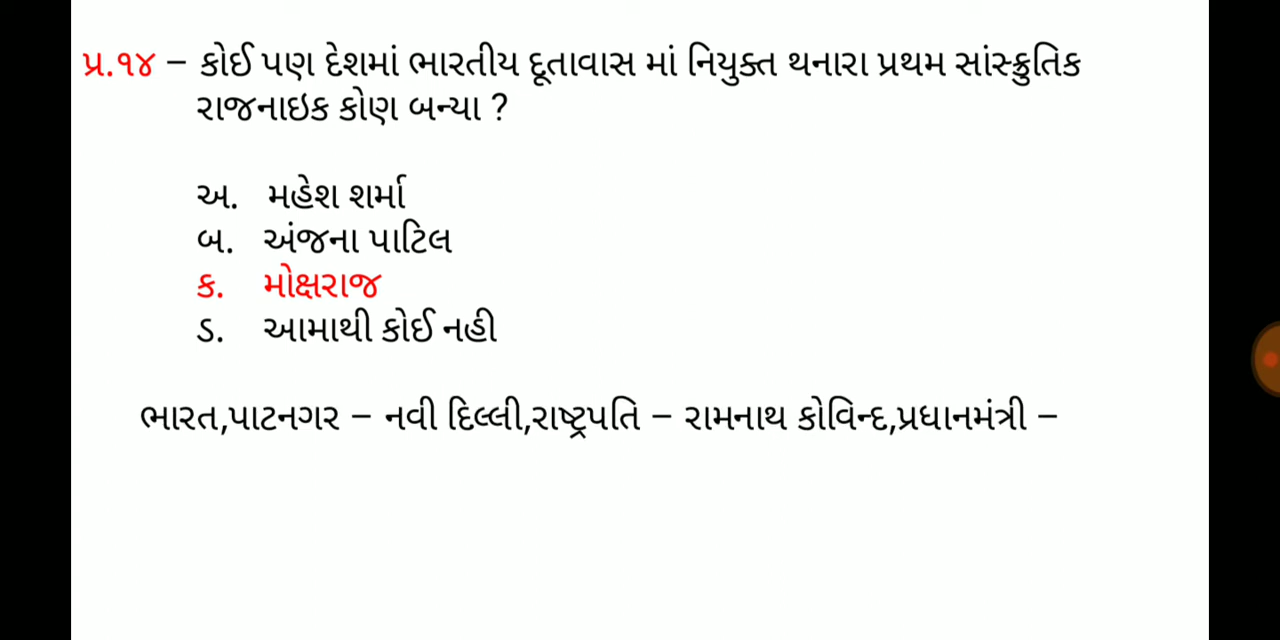 પ્ર.૧૪ – કોઈ પણ દેશમાં ભારતીય દૂતાવાસ માં નિયુક્ત થનારા પ્રથમ સાંસ્ક્રુતિક
રાજનાઇક કોણ બન્યા ?
અ. મહેશ શર્મા
બ. અંજના પાટિલ
ક. મોક્ષરાજ
ડ. આમાથી કોઈ નહી
ભારત,પાટનગર – નવી દિલ્લી,રાષ્ટ્રપતિ – રામનાથ કોવિન્દ,પ્રધાનમંત્રી –